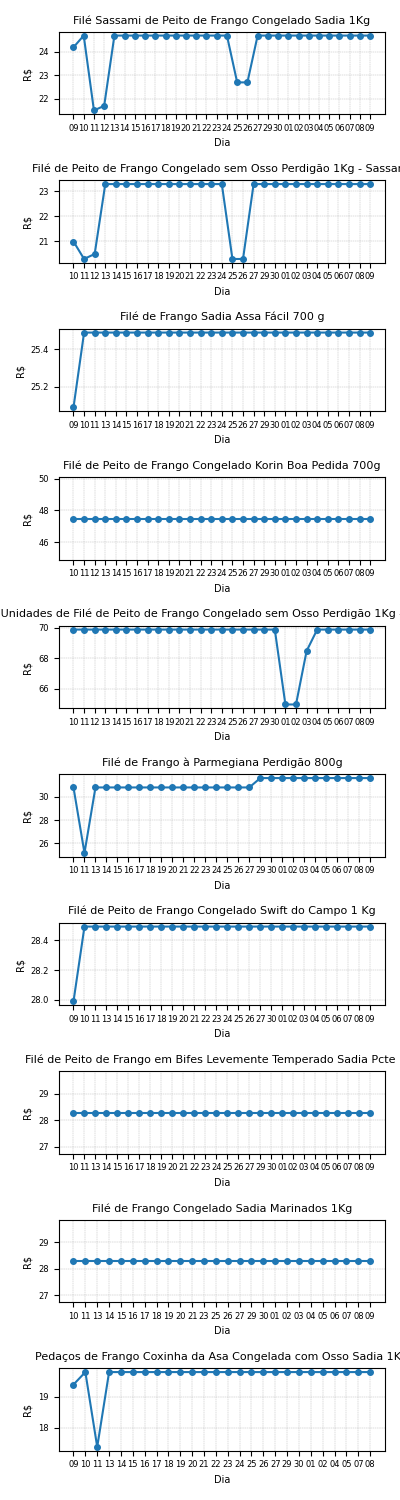 Filé Sassami de Peito de Frango Congelado Sadia 1Kg
24
23
22
R$
09 10 11 12 13 14 15 16 17 18 19 20 21 22 23 24 25 26 27 29 30 01 02 03 04 05 06 07 08 09
Dia
Filé de Peito de Frango Congelado sem Osso Perdigão 1Kg - Sassar
23
22
21
R$
10 11 12 13 14 15 16 17 18 19 20 21 22 23 24 25 26 27 29 30 01 02 03 04 05 06 07 08 09
Dia
Filé de Frango Sadia Assa Fácil 700 g
25.4
25.2
R$
09 10 11 12 13 14 15 16 17 18 19 20 21 22 23 24 25 26 27 29 30 01 02 03 04 05 06 07 08 09
Dia
Filé de Peito de Frango Congelado Korin Boa Pedida 700g
50
48
46
R$
10 11 12 13 14 15 16 17 18 19 20 21 22 23 24 25 26 27 29 30 01 02 03 04 05 06 07 08 09
Dia
Unidades de Filé de Peito de Frango Congelado sem Osso Perdigão 1Kg
70
68
66
R$
10 11 12 13 14 15 16 17 18 19 20 21 22 23 24 25 26 27 29 30 01 02 03 04 05 06 07 08 09
Dia
Filé de Frango à Parmegiana Perdigão 800g
30
28
26
R$
10 11 12 13 14 15 16 17 18 19 20 21 22 23 24 25 26 27 29 30 01 02 04 05 06 07 08 09
Dia
Filé de Peito de Frango Congelado Swift do Campo 1 Kg
28.4
28.2
28.0
R$
09 10 11 12 13 14 15 16 17 18 19 20 21 22 23 24 25 26 27 29 30 01 02 04 05 06 07 08 09
Dia
Filé de Peito de Frango em Bifes Levemente Temperado Sadia Pcte
29
28
27
R$
10 11 12 13 14 15 16 17 18 19 20 21 22 23 24 25 26 27 29 30 01 02 04 05 06 07 08 09
Dia
Filé de Frango Congelado Sadia Marinados 1Kg
29
28
27
R$
10 11 12 13 14 15 16 17 18 19 20 21 22 23 25 26 27 29 30 01 02 03 04 06 08 09
Dia
Pedaços de Frango Coxinha da Asa Congelada com Osso Sadia 1K
19
18
R$
09 10 11 13 14 15 16 17 18 19 20 21 22 23 24 25 26 27 29 30 01 02 04 05 07 08
Dia